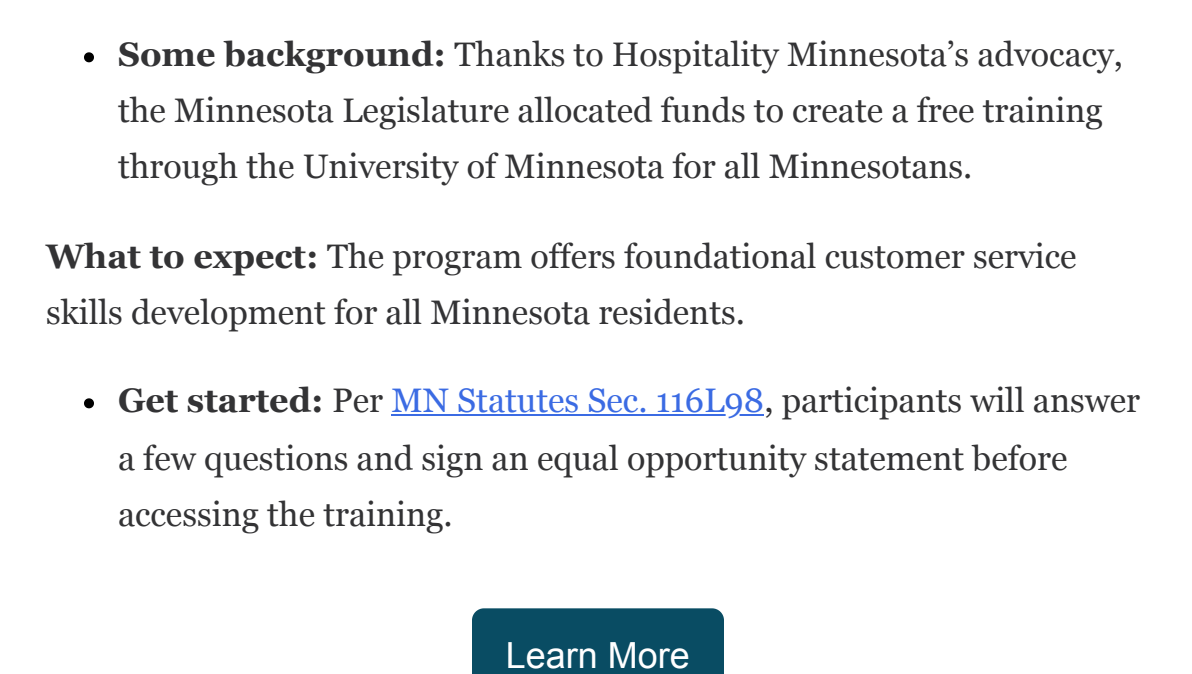 Some background: Thanks to Hospitality Minnesota’s advocacy,
the Minnesota Legislature allocated funds to create a free training
through the University of Minnesota for all Minnesotans.
What to expect: The program offers foundational customer service
skills development for all Minnesota residents.
Get started: Per MN Statutes Sec. 116L98, participants will answer
a few questions and sign an equal opportunity statement before
accessing the training.
Learn More